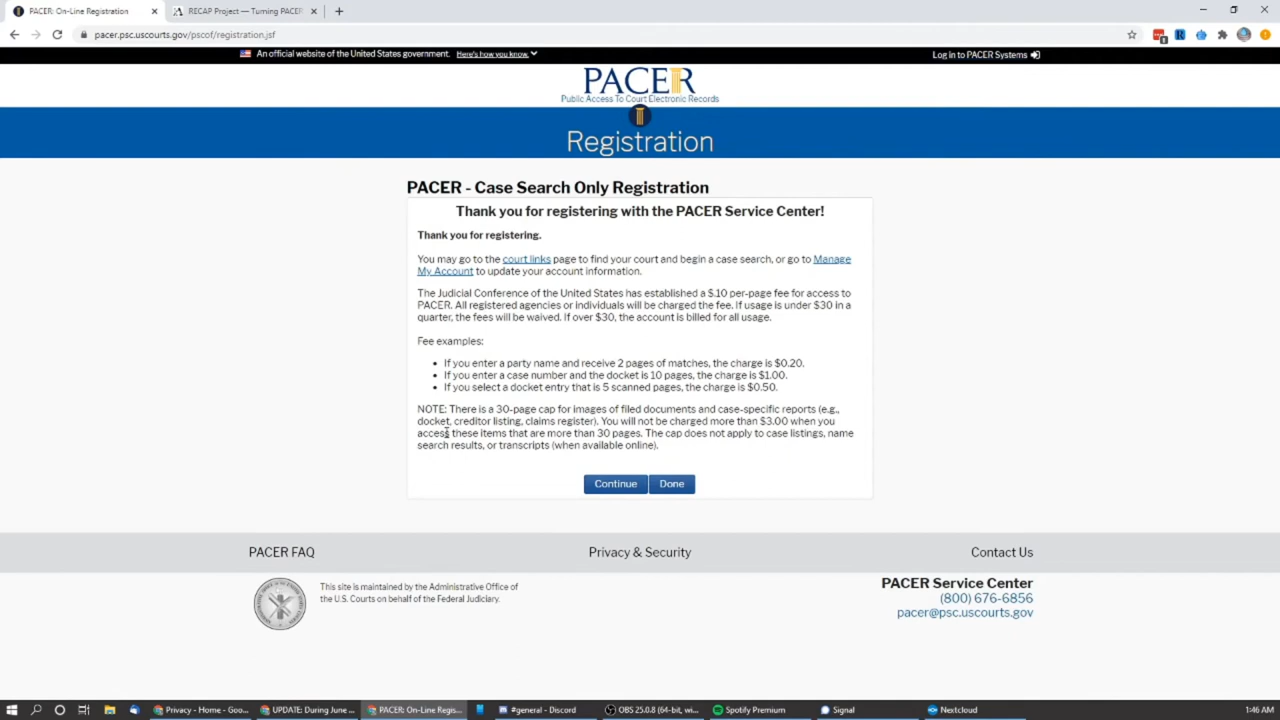 PACER: On-Line Registration
RECAP Project — Turning PACER
pacer.psc.uscourts.gov/pscof/registration.jsf
An official website of the United States government. Here's how you know.
Log in to PACER Systems
PACER
Public Access To Court Electronic Records
Registration
PACER - Case Search Only Registration
Thank you for registering with the PACER Service Center!
Thank you for registering.
You may go to the court links page to find your court and begin a case search, or go to Manage
My Account to update your account information.
The Judicial Conference of the United States has established a $.10 per-page fee for access to
PACER. All registered agencies or individuals will be charged the fee. If usage is under $30 in a
quarter, the fees will be waived. If over $30, the account is billed for all usage.
Fee examples:
• If you enter a party name and receive 2 pages of matches, the charge is $0.20.
• If you enter a case number and the docket is 10 pages, the charge is $1.00.
• If you select a docket entry that is 5 scanned pages, the charge is $0.50.
NOTE: There is a 30-page cap for images of filed documents and case-specific reports (e.g.,
docket, creditor listing, claims register). You will not be charged more than $3.00 when you
access these items that are more than 30 pages. The cap does not apply to case listings, name
search results, or transcripts (when available online).
Continue Done
PACER FAQ
Privacy & Security
Contact Us
This site is maintained by the Administrative Office of
the U.S. Courts on behalf of the Federal Judiciary.
PACER Service Center
(800) 676-6856
pacer@psc.uscourts.gov
Privacy - Home - Goo...
UPDATE: During June ...
PACER: On-Line Regis...
#general - Discord
OBS 25.0.8 (64-bit, wi...
Spotify Premium
Signal
Nextcloud
1:46 AM